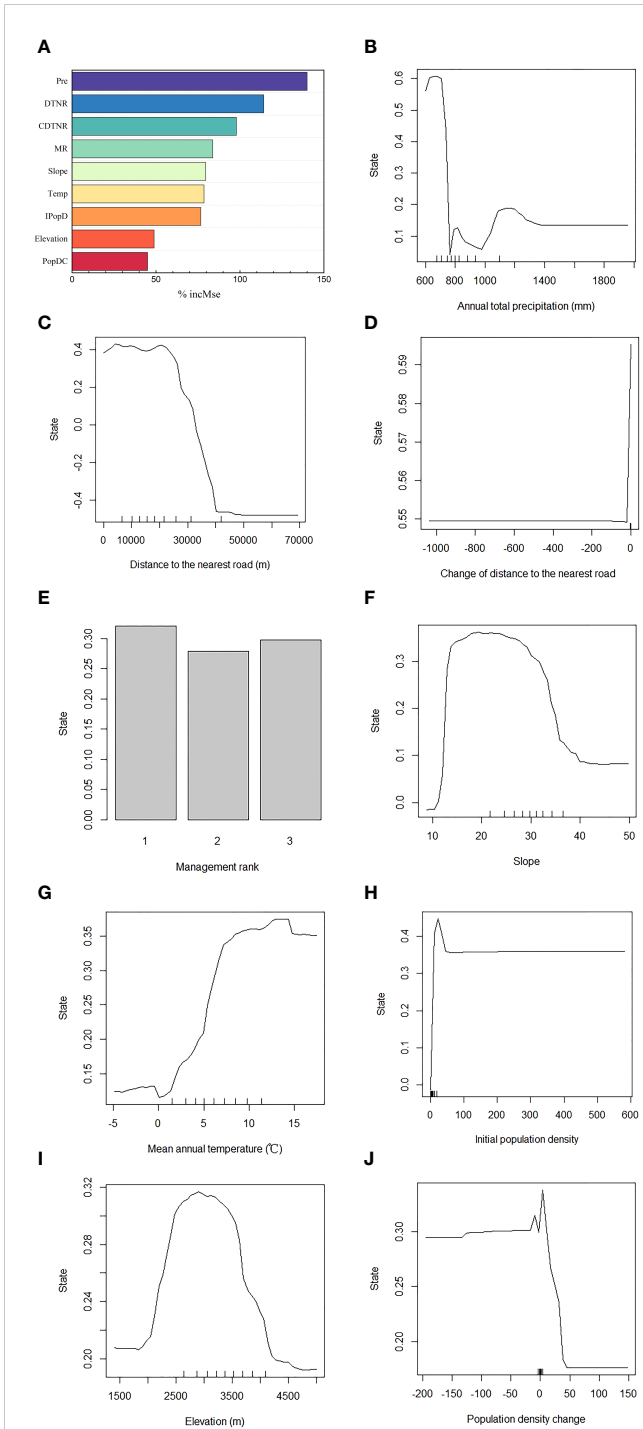 A
Pre
DTNR
CDTNR
MR
Slope
Temp
IPopD
Elevation
PopDC
0 50 100 150
% incMse
B
0.6
0.5
0.4
0.3
0.2
0.1
State
600 1000 1400 1800
Annual total precipitation (mm)
C
0.4
0.2
0.0
-0.2
-0.4
State
0 10000 30000 50000 70000
Distance to the nearest road (m)
D
0.59
0.58
0.57
0.56
0.55
State
-1000 -800 -600 -400 -200 0
Change of distance to the nearest road
E
0.30
0.25
0.20
0.15
0.10
0.05
0.00
State
1 2 3
Management rank
F
0.3
0.2
0.1
0.0
State
10 20 30 40 50
Slope
G
0.35
0.30
0.25
0.20
0.15
State
-5 0 5 10 15
Mean annual temperature (℃)
H
0.4
0.3
0.2
0.1
0.0
State
0 100 200 300 400 500 600
Initial population density
I
0.32
0.28
0.24
0.20
State
1500 2500 3500 4500
Elevation (m)
J
0.30
0.25
0.20
State
-200 -150 -100 -50 0 50 100 150
Population density change